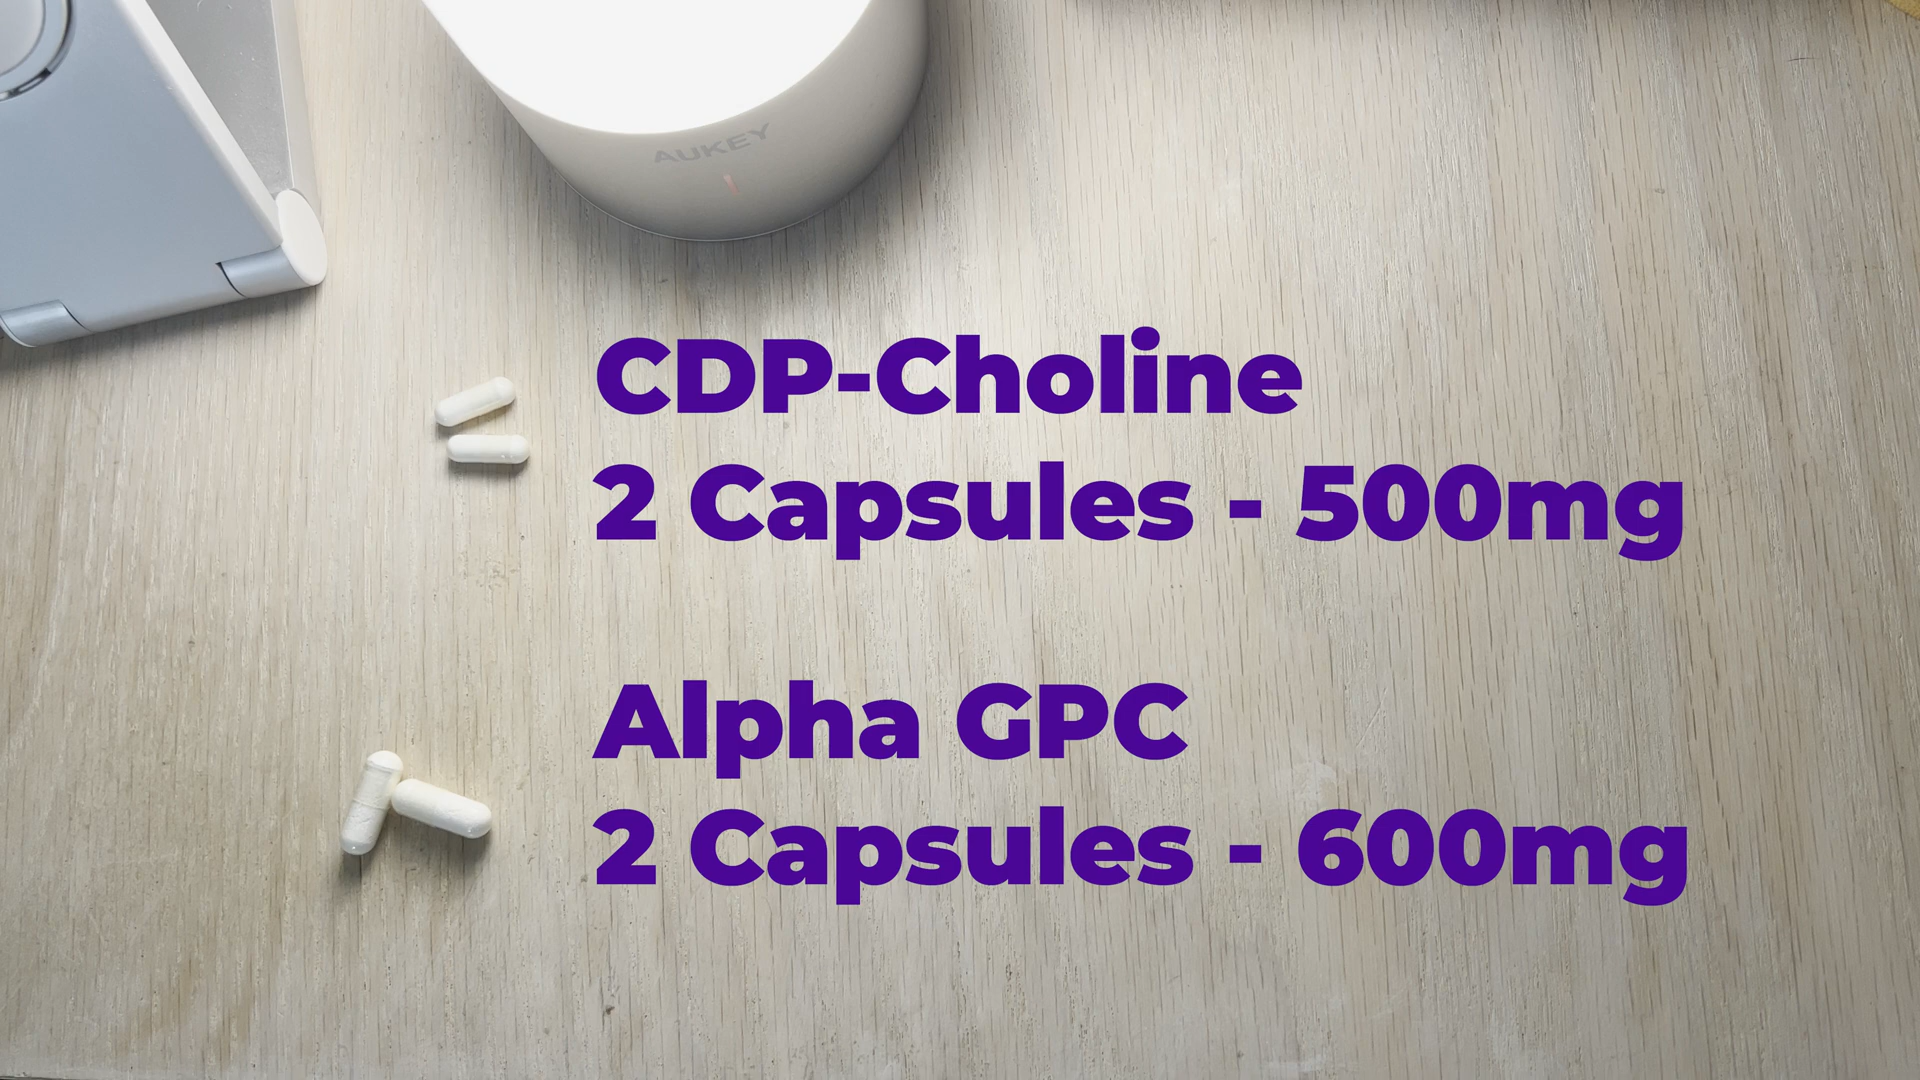 AUKEY
CDP-Choline
2 Capsules - 500mg
Alpha GPC
2 Capsules - 600mg